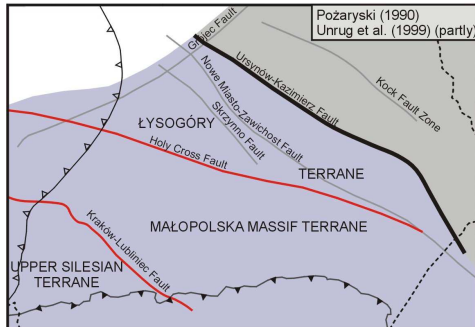 Pożaryski (1990)
Unrug et al. (1999) (partly)
Grójec Fault
Ursynów-Kazimierz Fault
Kock Fault Zone
Nowe Miasto-Zawichost Fault
Skrzynno Fault
ŁYSOGÓRY
TERRANE
Holy Cross Fault
MAŁOPOLSKA MASSIF TERRANE
Kraków-Lubliniec Fault
UPPER SILESIAN
TERRANE